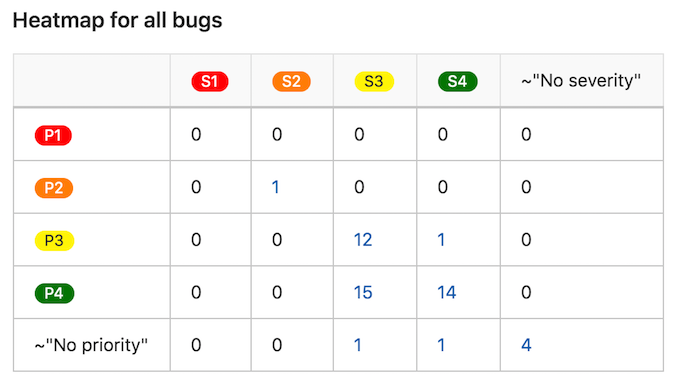 Heatmap for all bugs
S1 S2 S3 S4 ~"No severity"
P1 0 0 0 0 0
P2 0 1 0 0 0
P3 0 0 12 1 0
P4 0 0 15 14 0
~"No priority" 0 0 1 1 4